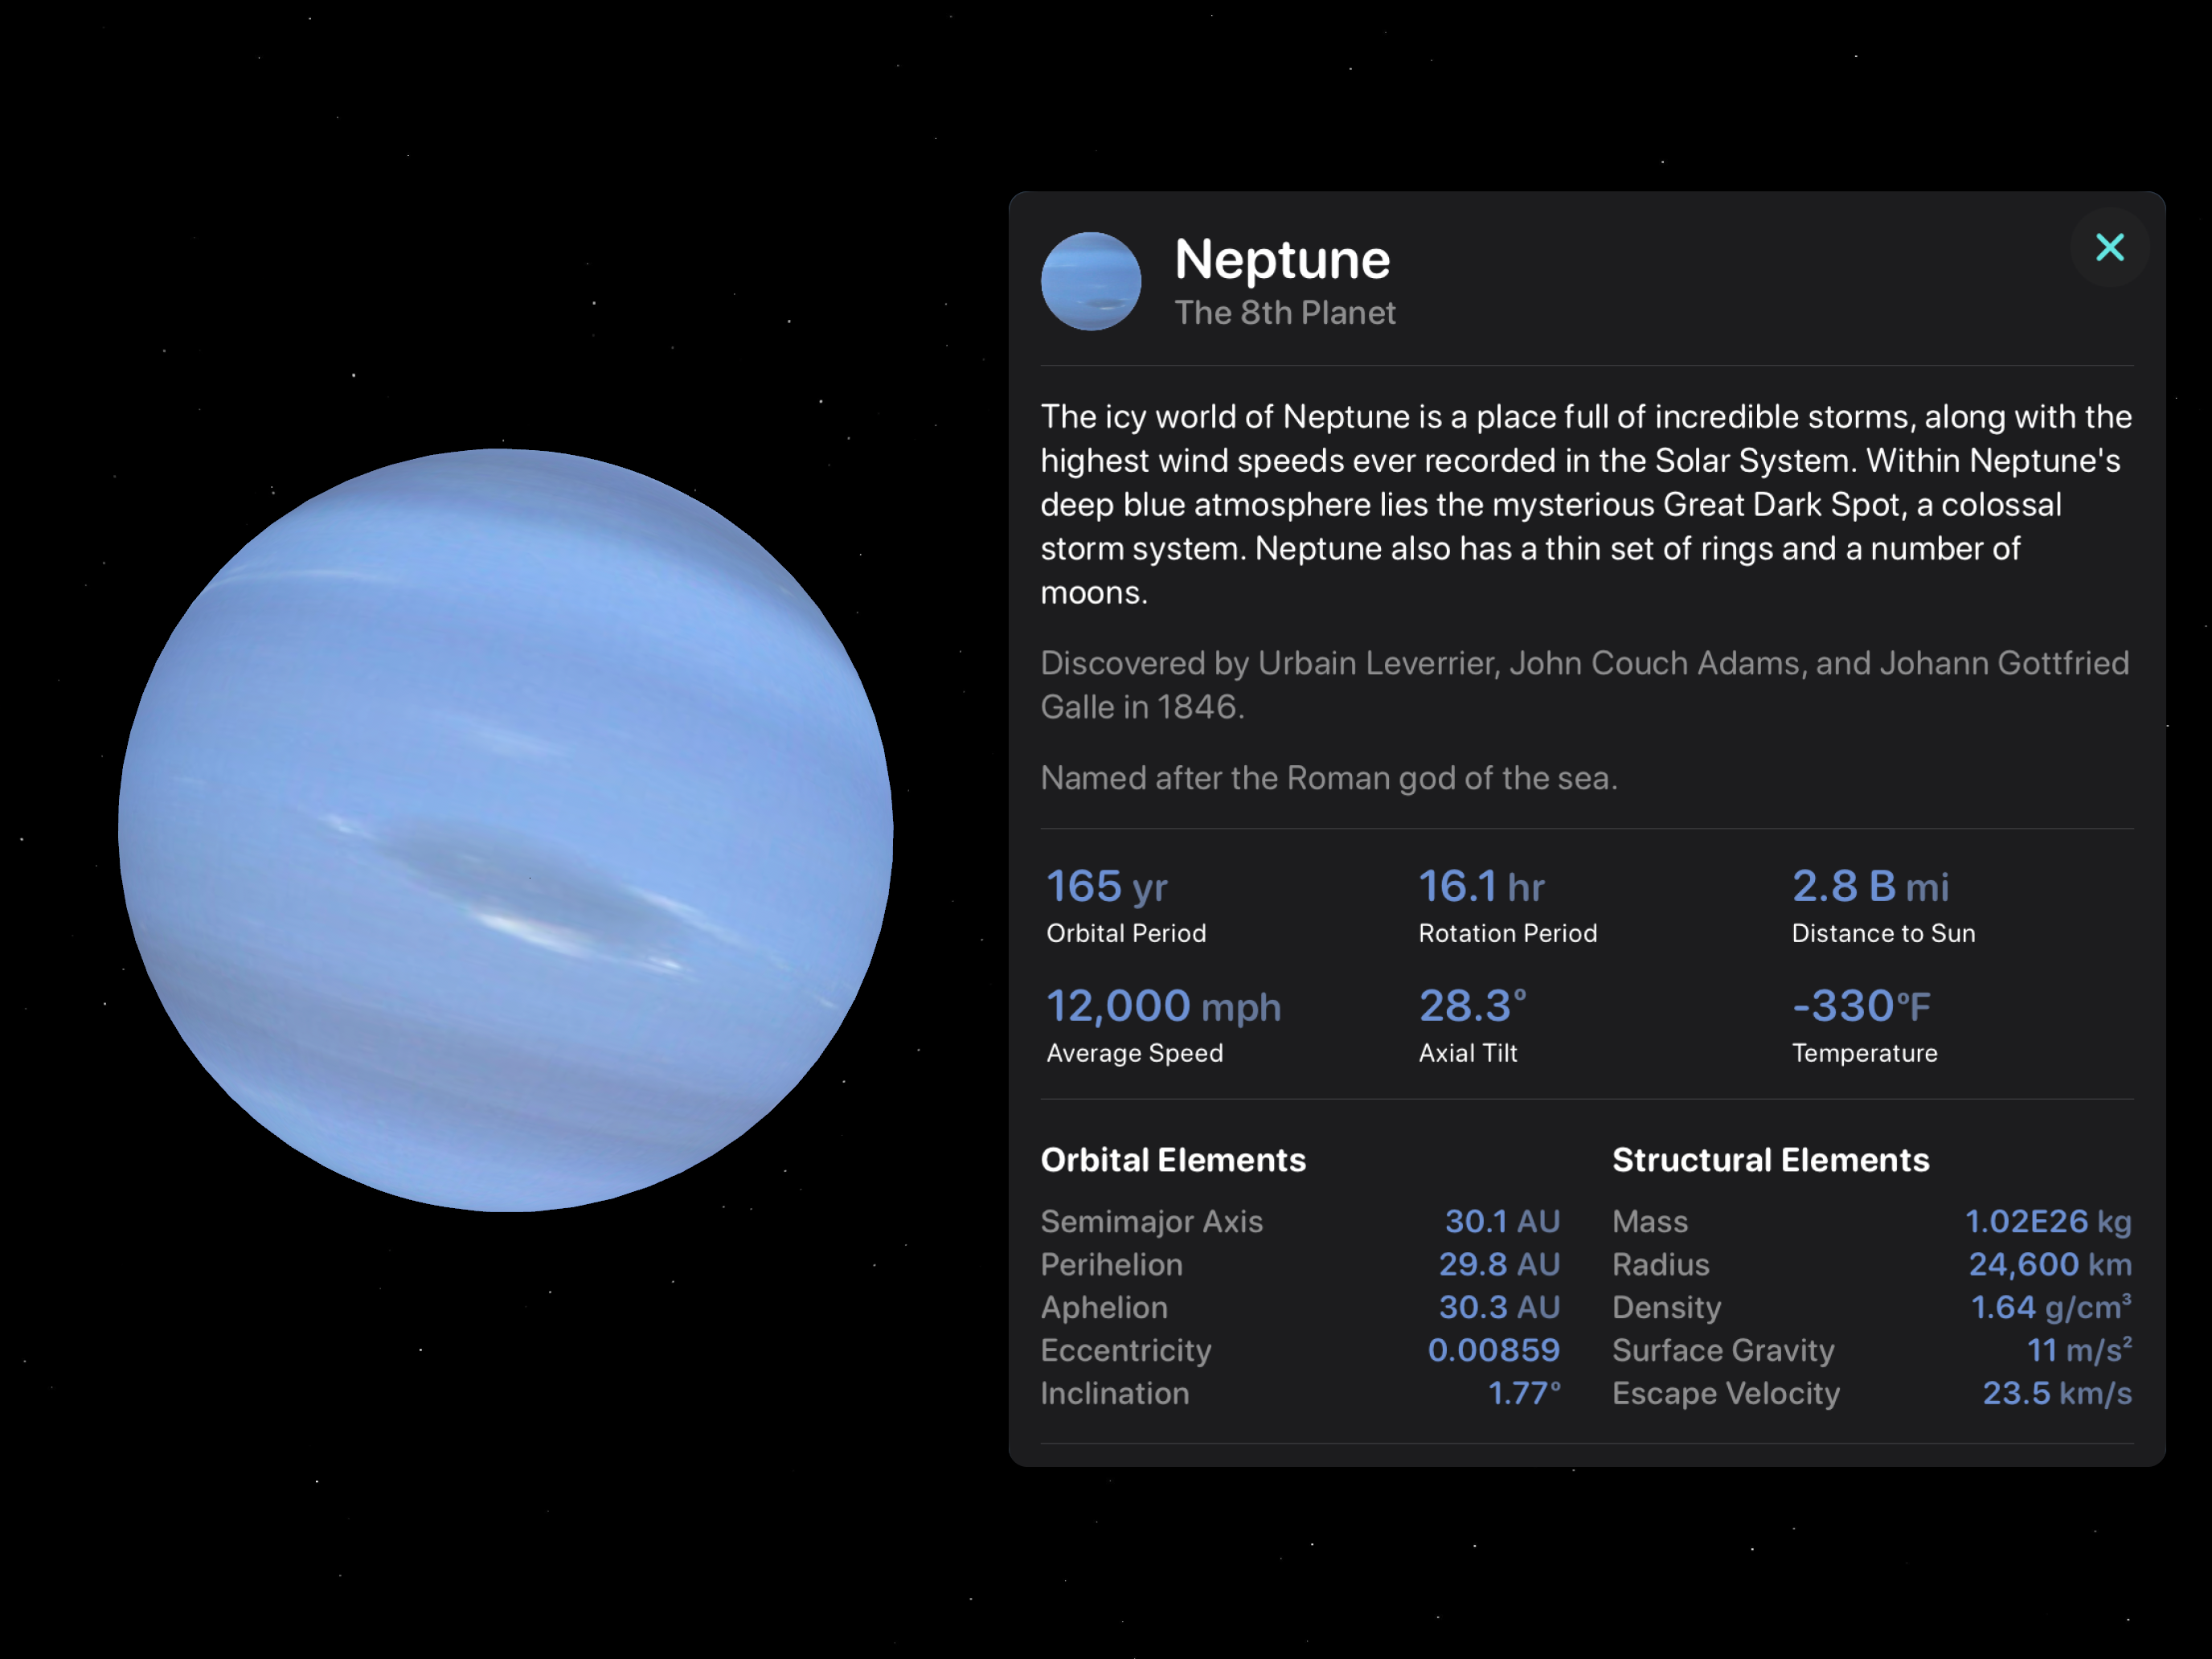 Neptune
The 8th Planet
The icy world of Neptune is a place full of incredible storms, along with the
highest wind speeds ever recorded in the Solar System. Within Neptune's
deep blue atmosphere lies the mysterious Great Dark Spot, a colossal
storm system. Neptune also has a thin set of rings and a number of
moons.
Discovered by Urbain Leverrier, John Couch Adams, and Johann Gottfried
Galle in 1846.
Named after the Roman god of the sea.
165 yr 16.1 hr 2.8 B mi
Orbital Period Rotation Period Distance to Sun
12,000 mph 28.3° -330°F
Average Speed Axial Tilt Temperature
Orbital Elements Structural Elements
Semimajor Axis 30.1 AU Mass 1.02E26 kg
Perihelion 29.8 AU Radius 24,600 km
Aphelion 30.3 AU Density 1.64 g/cm³
Eccentricity 0.00859 Surface Gravity 11 m/s²
Inclination 1.77° Escape Velocity 23.5 km/s